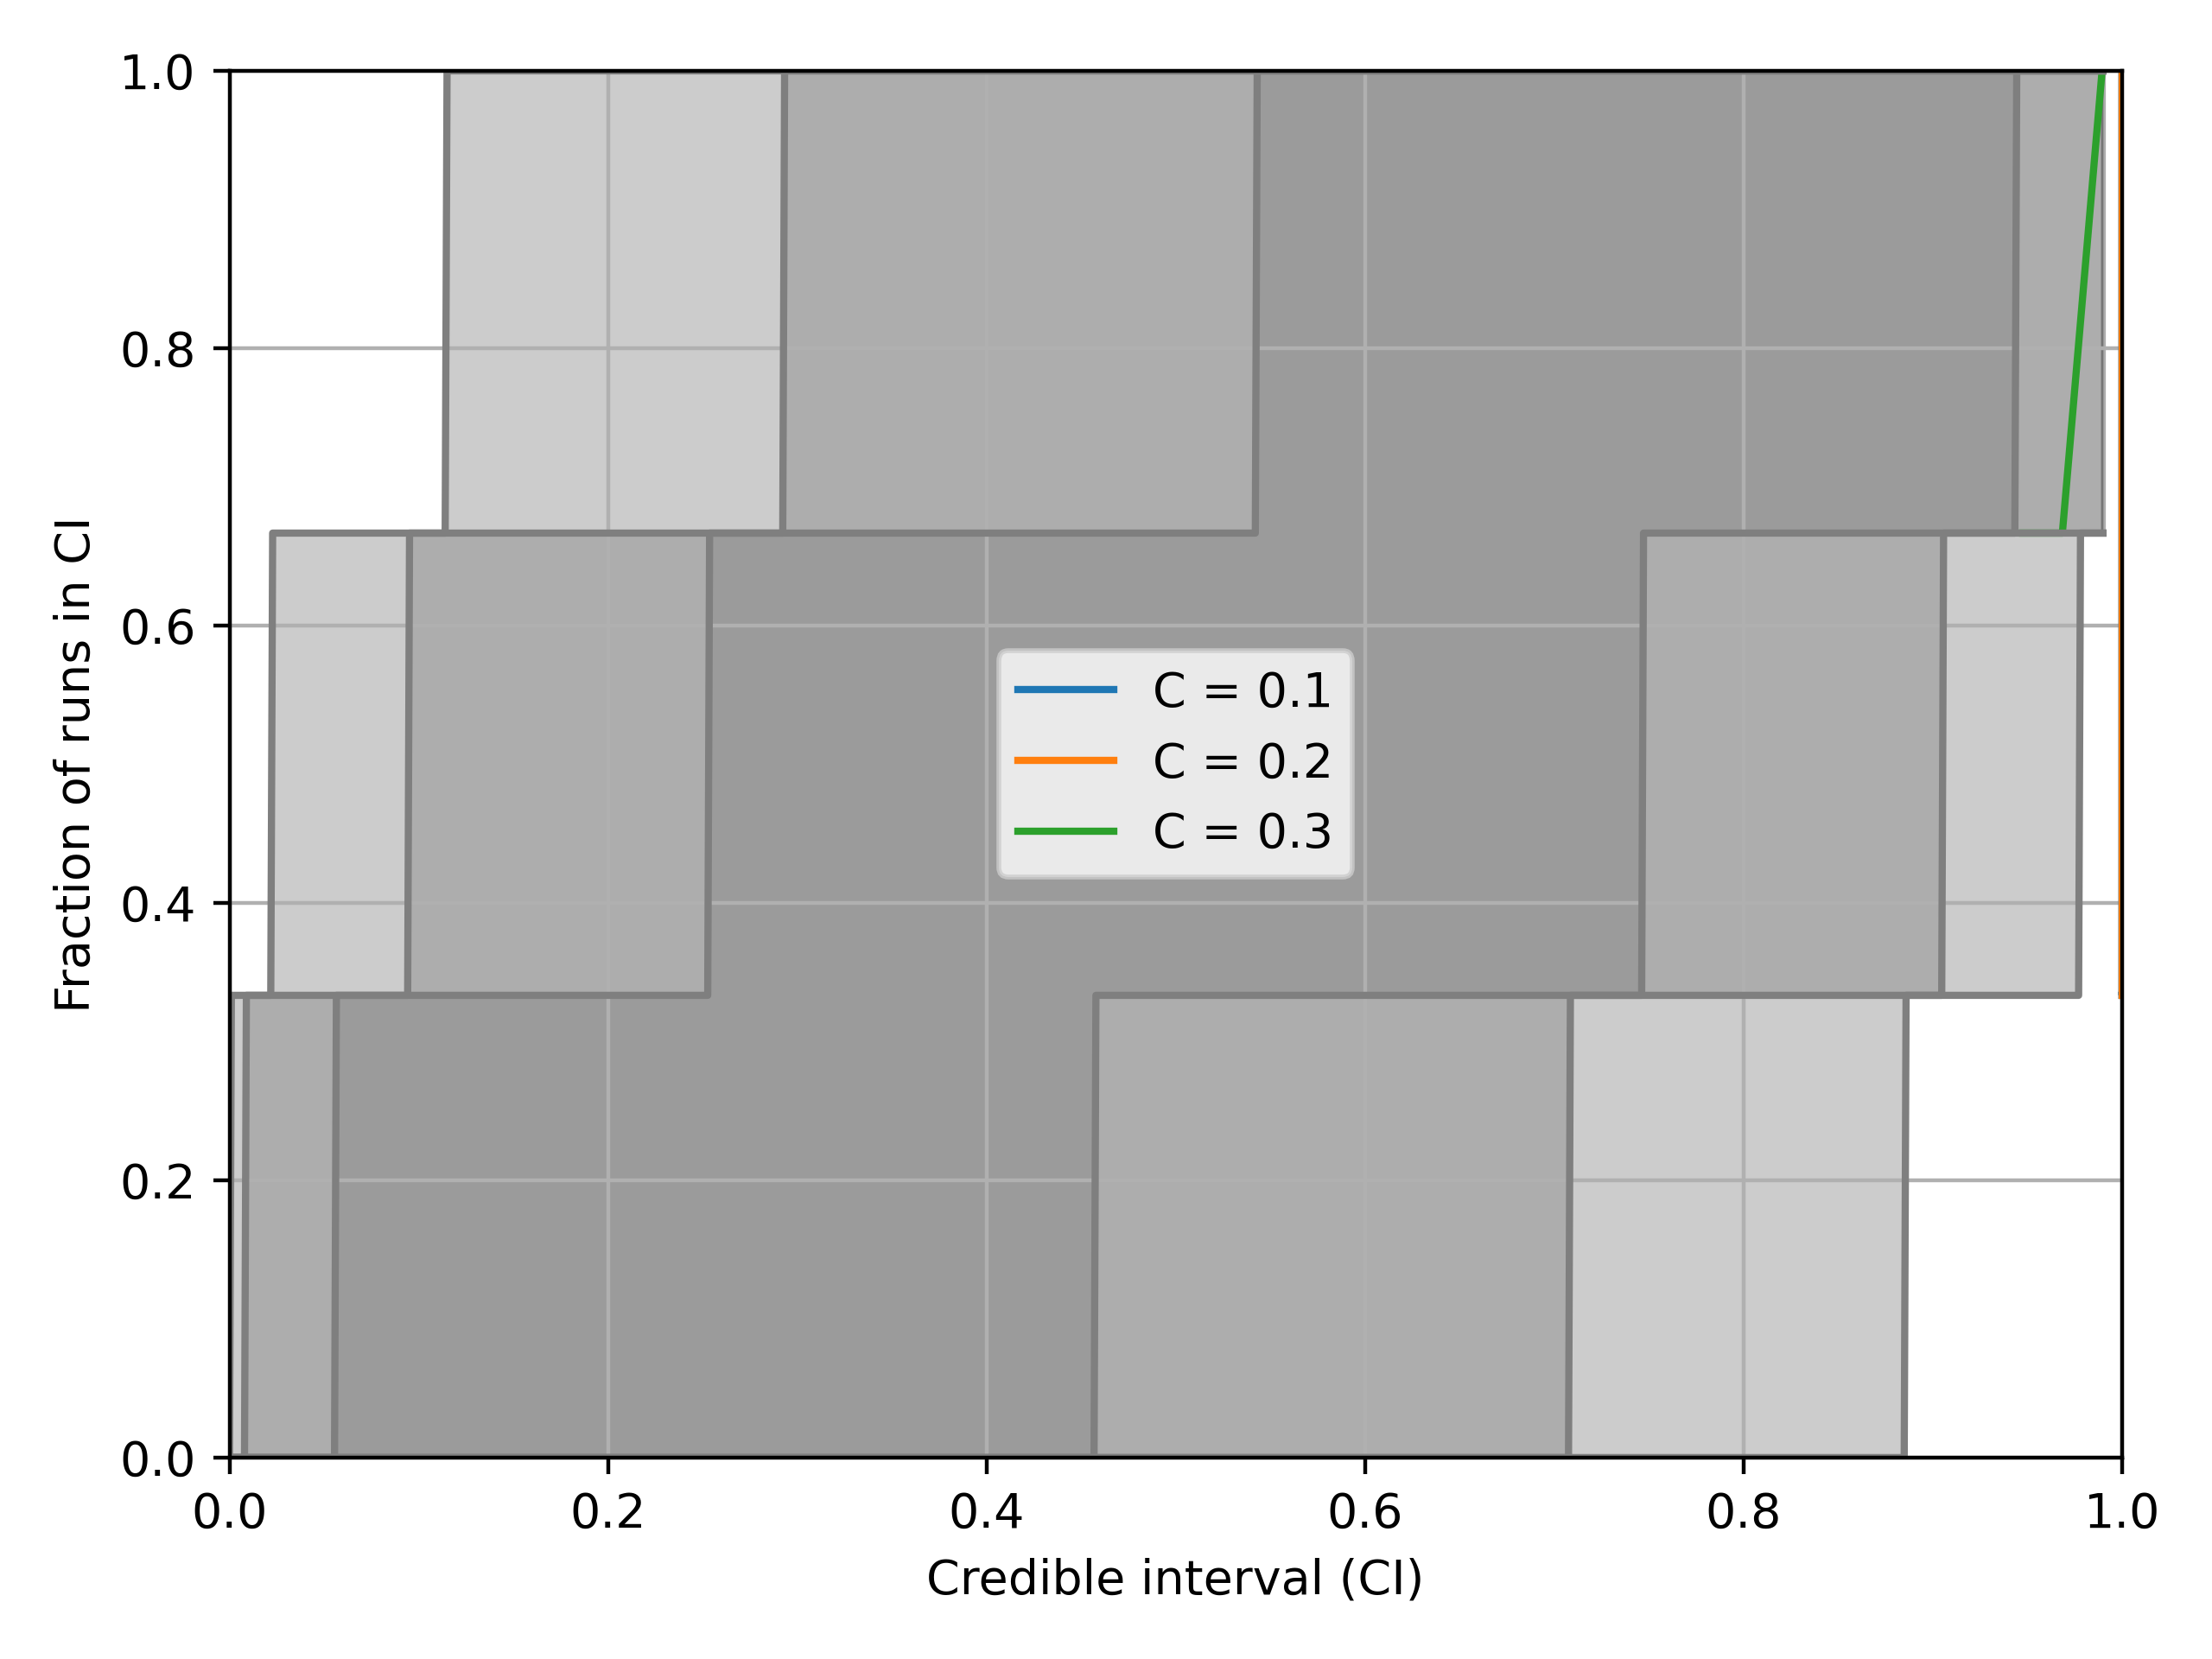 1.0
0.8
0.6
0.4
0.2
0.0
Fraction of runs in CI
C = 0.1
C = 0.2
C = 0.3
0.0 0.2 0.4 0.6 0.8 1.0
Credible interval (CI)